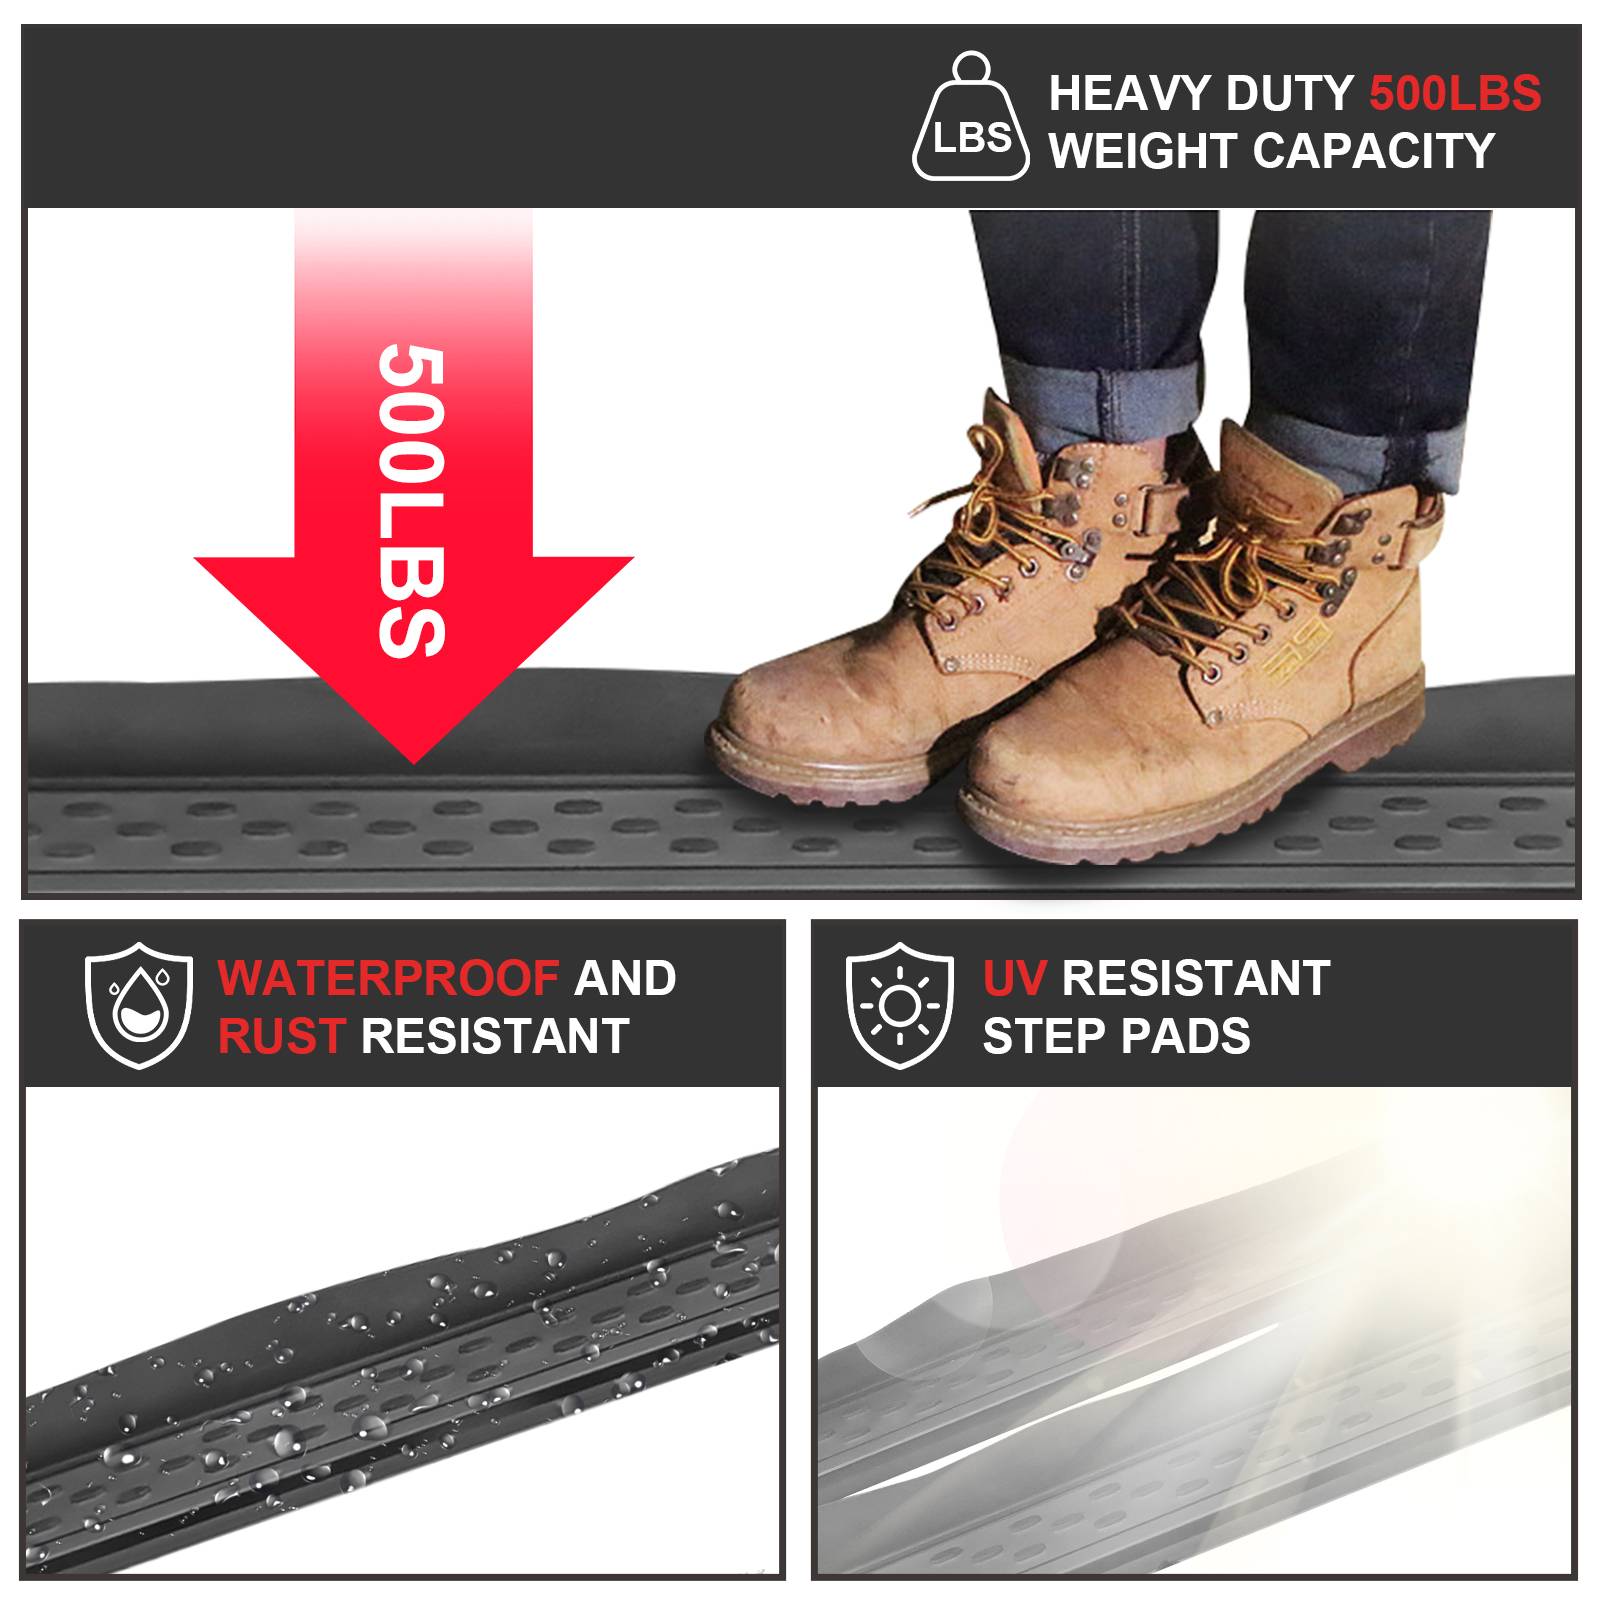 LBS
HEAVY DUTY 500LBS
WEIGHT CAPACITY
500LBS
WATERPROOF AND
RUST RESISTANT
UV RESISTANT
STEP PADS